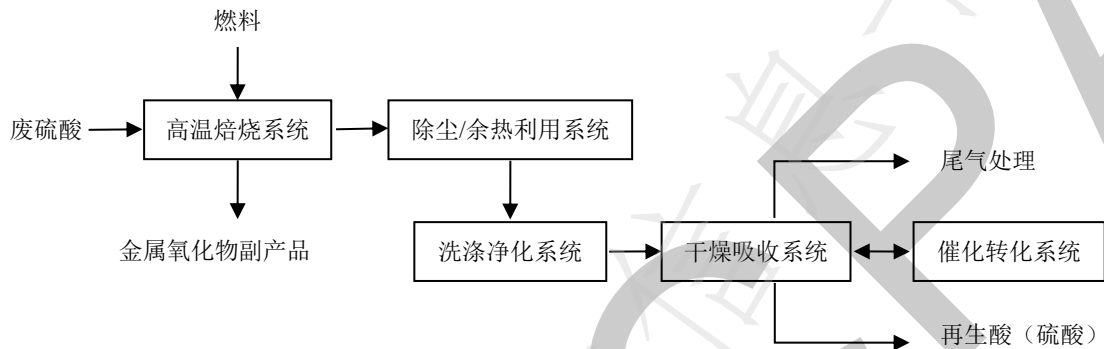 燃料
废硫酸
高温焙烧系统
除尘/余热利用系统
尾气处理
金属氧化物副产品
洗涤净化系统
干燥吸收系统
催化转化系统
再生酸（硫酸）